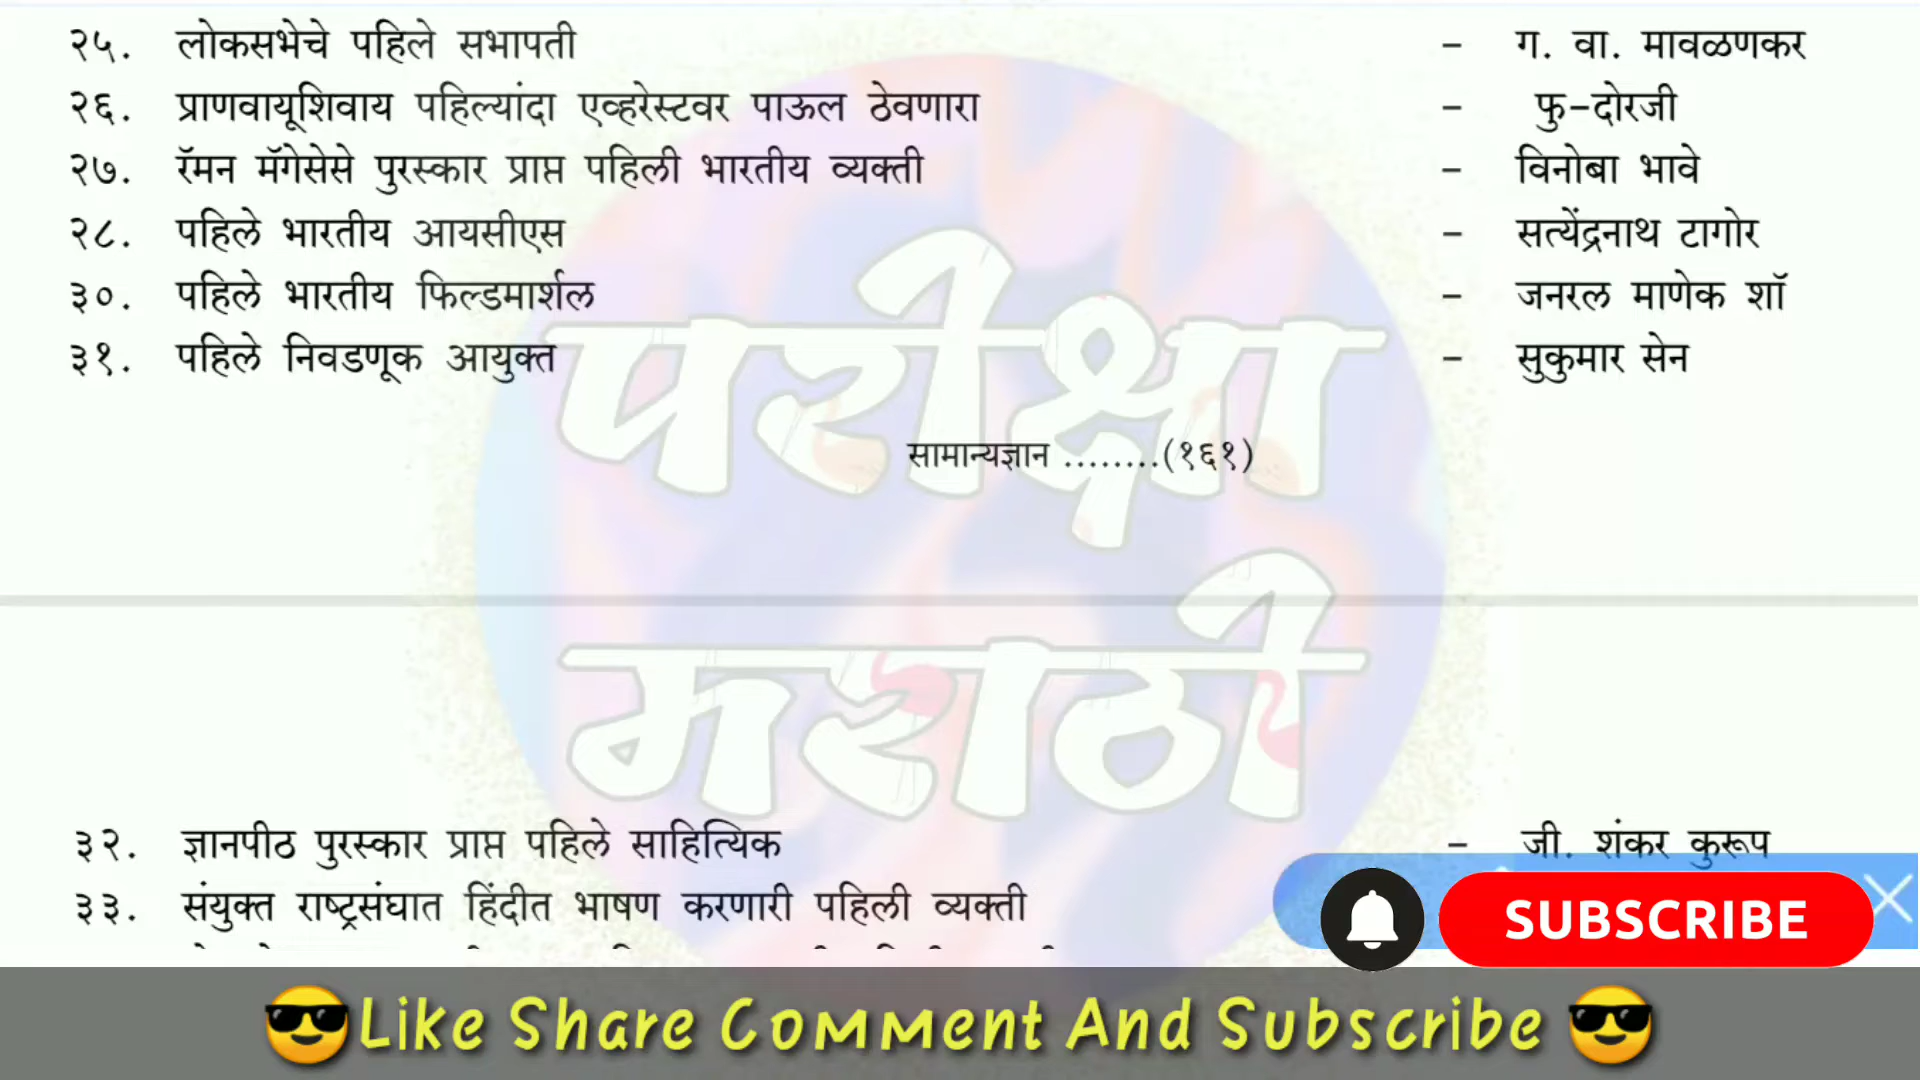 २५. लोकसभेचे पहिले सभापती - ग. वा. मावळणकर
२६. प्राणवायूशिवाय पहिल्यांदा एव्हरेस्टवर पाऊल ठेवणारा - फु-दोरजी
२७. रॅमन मॅगेसेसे पुरस्कार प्राप्त पहिली भारतीय व्यक्ती - विनोबा भावे
२८. पहिले भारतीय आयसीएस - सत्येंद्रनाथ टागोर
३०. पहिले भारतीय फिल्डमार्शल - जनरल माणेक शॉ
३१. पहिले निवडणूक आयुक्त - सुकुमार सेन
परीक्षा
सामान्यज्ञान ........(१६१)
मराठी
३२. ज्ञानपीठ पुरस्कार प्राप्त पहिले साहित्यिक - जी. शंकर कुरूप
३३. संयुक्त राष्ट्रसंघात हिंदीत भाषण करणारी पहिली व्यक्ती
SUBSCRIBE
Like Share Comment And Subscribe